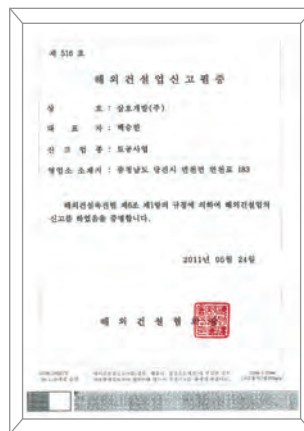 제 516 호
해외건설업신고필증
상 호 : 삼호개발(주)
대 표 자 : 백승한
신 고 업 종 : 토공사업
영업소 소재지 : 충청남도 당진시 면천면 면천로 183
해외건설촉진법 제6조 제1항의 규정에 의하여 해외건설업의
신고를 하였음을 증명합니다.
2011년 05월 24일
해 외 건 설 협